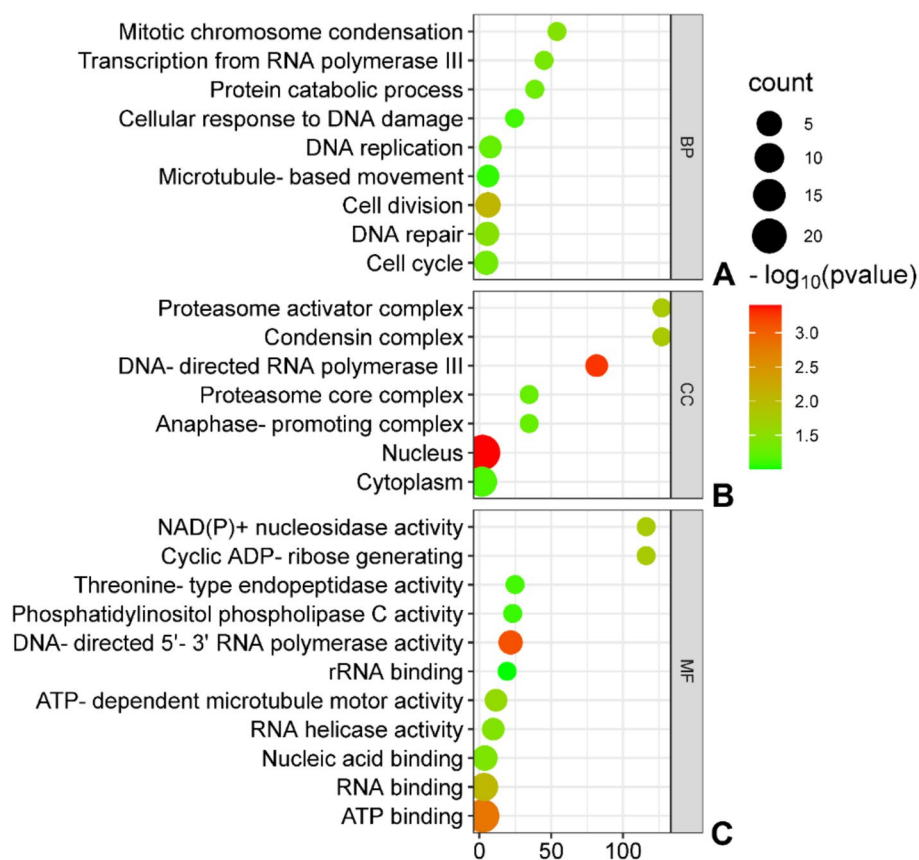 Mitotic chromosome condensation
Transcription from RNA polymerase III
Protein catabolic process
Cellular response to DNA damage
DNA replication
Microtubule- based movement
Cell division
DNA repair
Cell cycle
BP
A
Proteasome activator complex
Condensin complex
DNA- directed RNA polymerase III
Proteasome core complex
Anaphase- promoting complex
Nucleus
Cytoplasm
CC
B
NAD(P)+ nucleosidase activity
Cyclic ADP- ribose generating
Threonine- type endopeptidase activity
Phosphatidylinositol phospholipase C activity
DNA- directed 5'- 3' RNA polymerase activity
rRNA binding
ATP- dependent microtubule motor activity
RNA helicase activity
Nucleic acid binding
RNA binding
ATP binding
MF
C
0 50 100
count
5
10
15
20
- log₁₀(pvalue)
3.0
2.5
2.0
1.5